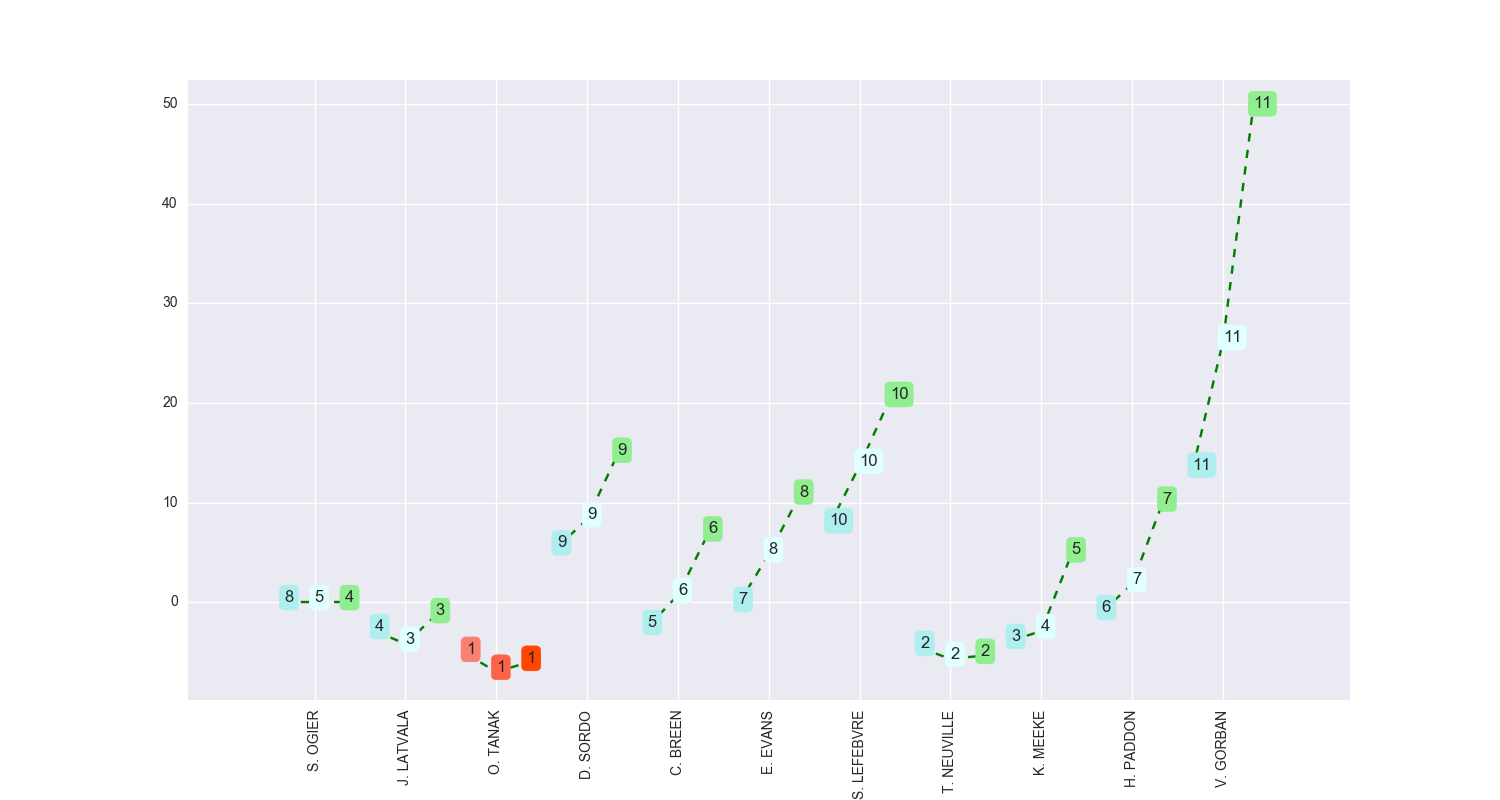 50
40
30
20
10
0
8 5 4
4 3 3
1 1 1
9 9 9
5 6 6
7 8 8
10 10 10
2 2 2
3 4 5
6 7 7
11 11 11
S. OGIER
J. LATVALA
O. TANAK
D. SORDO
C. BREEN
E. EVANS
S. LEFEBVRE
T. NEUVILLE
K. MEEKE
H. PADDON
V. GORBAN